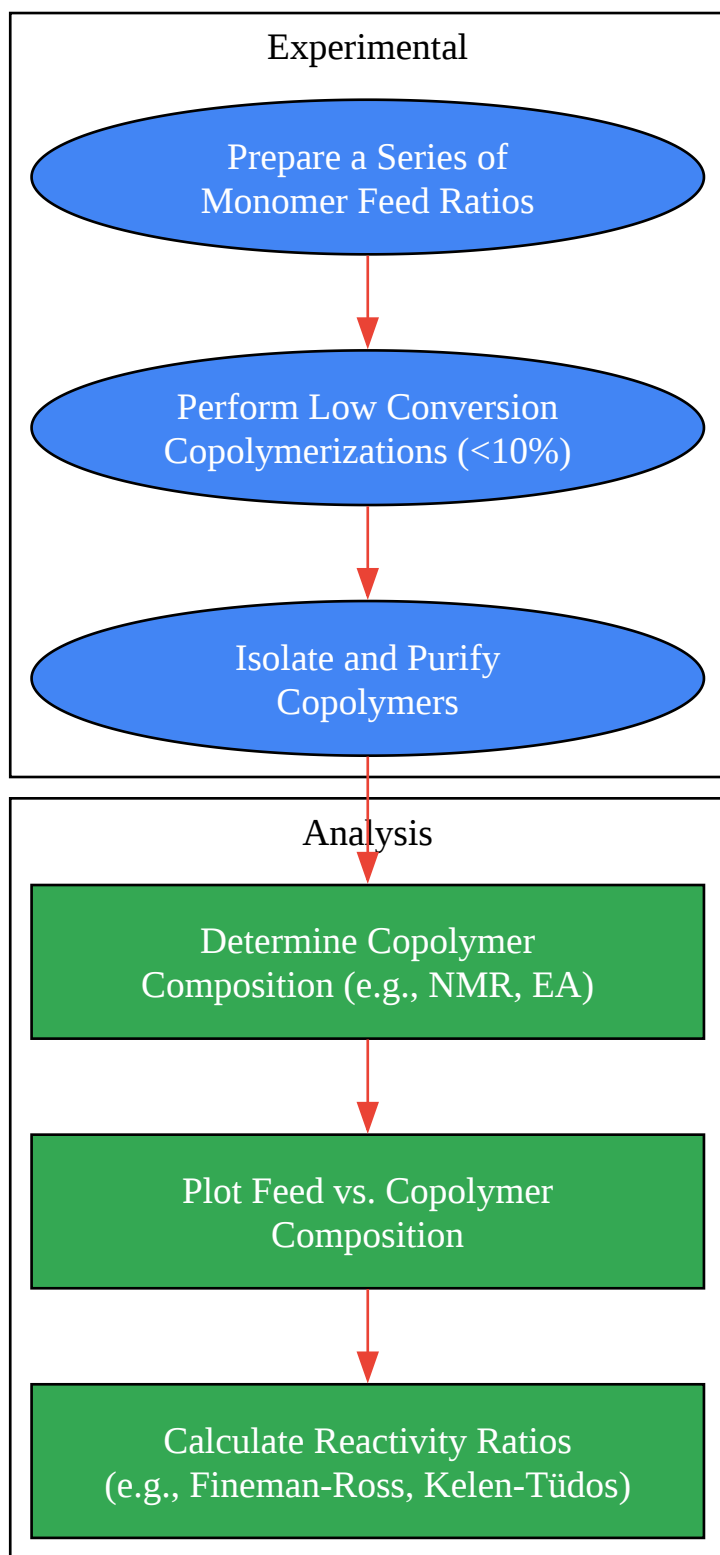 Experimental
Prepare a Series of
Monomer Feed Ratios
Perform Low Conversion
Copolymerizations (<10%)
Isolate and Purify
Copolymers
Analysis
Determine Copolymer
Composition (e.g., NMR, EA)
Plot Feed vs. Copolymer
Composition
Calculate Reactivity Ratios
(e.g., Fineman-Ross, Kelen-Tüdos)